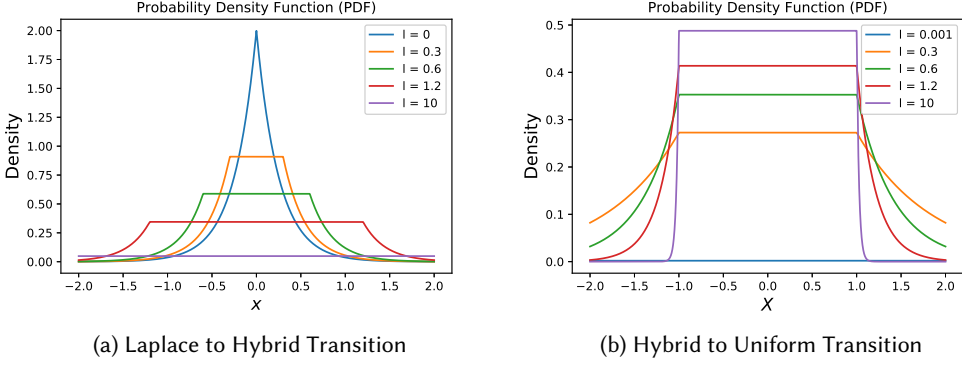 Probability Density Function (PDF)
Density
2.00
1.75
1.50
1.25
1.00
0.75
0.50
0.25
0.00
l = 0
l = 0.3
l = 0.6
l = 1.2
l = 10
−2.0 −1.5 −1.0 −0.5 0.0 0.5 1.0 1.5 2.0
x
(a) Laplace to Hybrid Transition
Probability Density Function (PDF)
Density
0.5
0.4
0.3
0.2
0.1
0.0
l = 0.001
l = 0.3
l = 0.6
l = 1.2
l = 10
−2.0 −1.5 −1.0 −0.5 0.0 0.5 1.0 1.5 2.0
X
(b) Hybrid to Uniform Transition